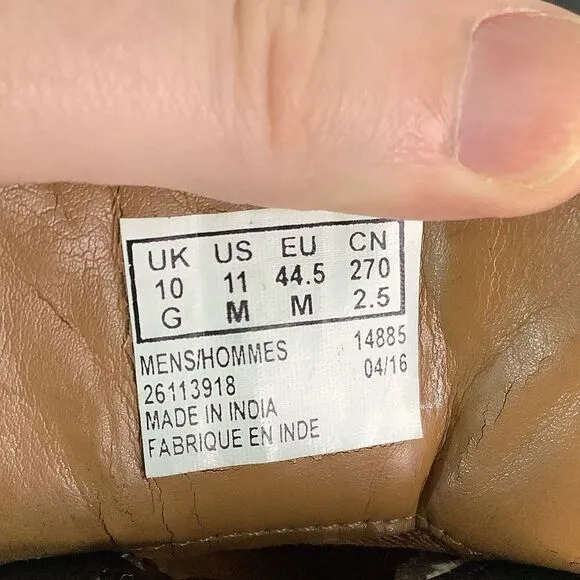 UK US EU CN
10 11 44.5 270
G M M 2.5
MENS/HOMMES 14885
26113918 04/16
MADE IN INDIA
FABRIQUE EN INDE